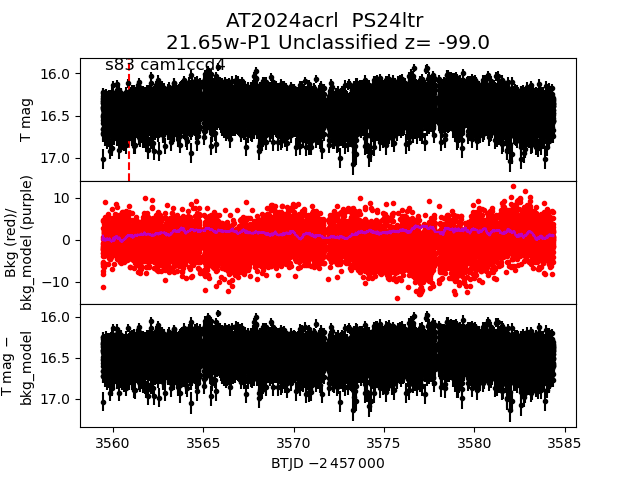 AT2024acrl  PS24ltr
21.65w-P1 Unclassified z= -99.0
s83 cam1ccd4
16.0
16.5
17.0
T mag
10
0
−10
Bkg (red)/
bkg_model (purple)
16.0
16.5
17.0
T mag −
bkg_model
3560
3565
3570
3575
3580
3585
BTJD −2 457 000